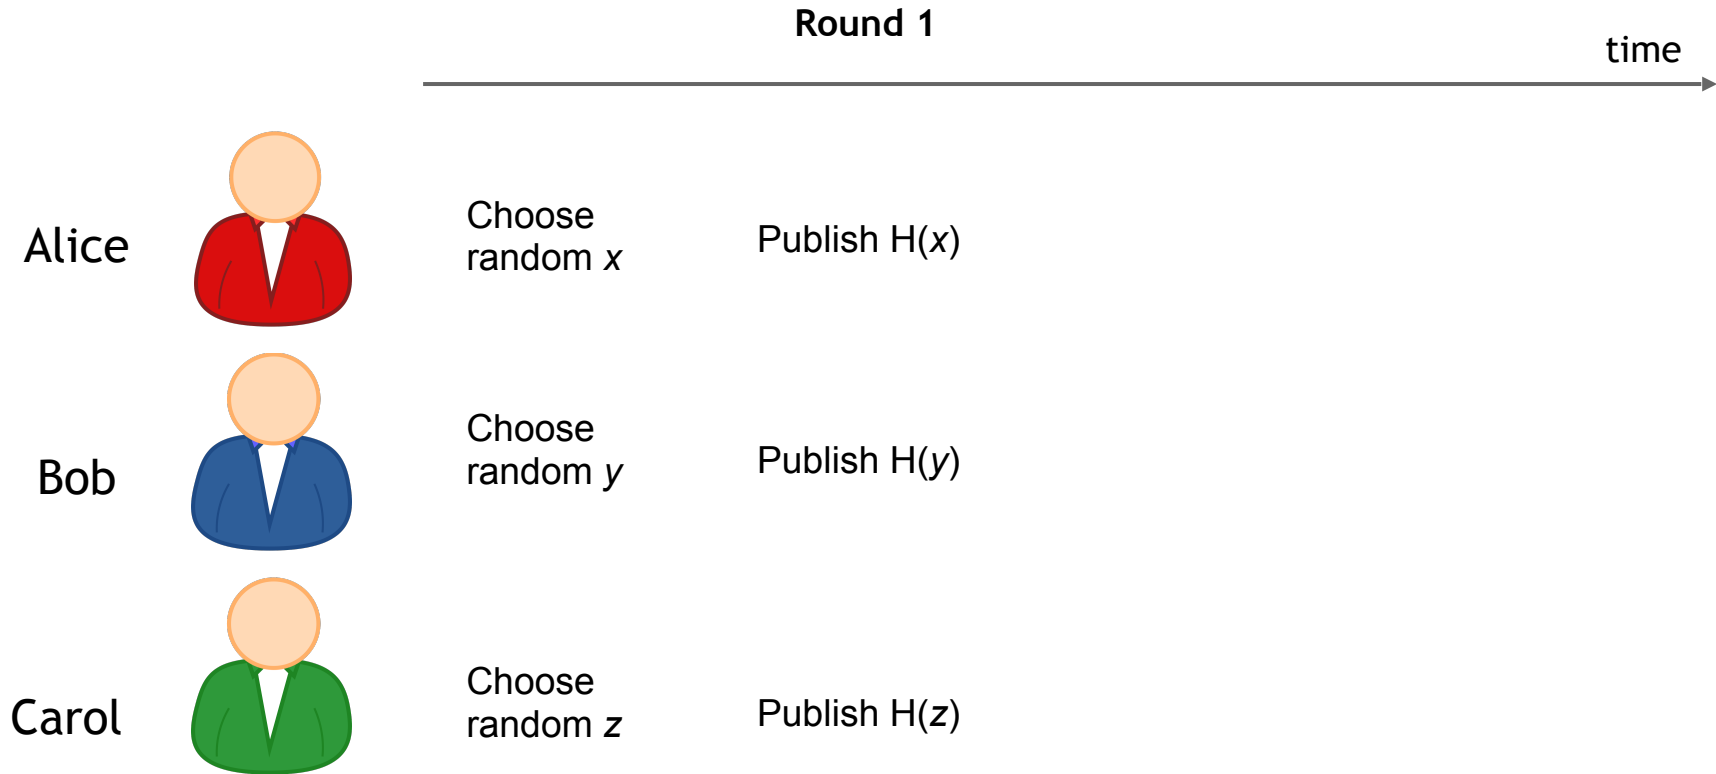 Round 1
time
Alice
Choose
random x
Publish H(x)
Bob
Choose
random y
Publish H(y)
Carol
Choose
random z
Publish H(z)